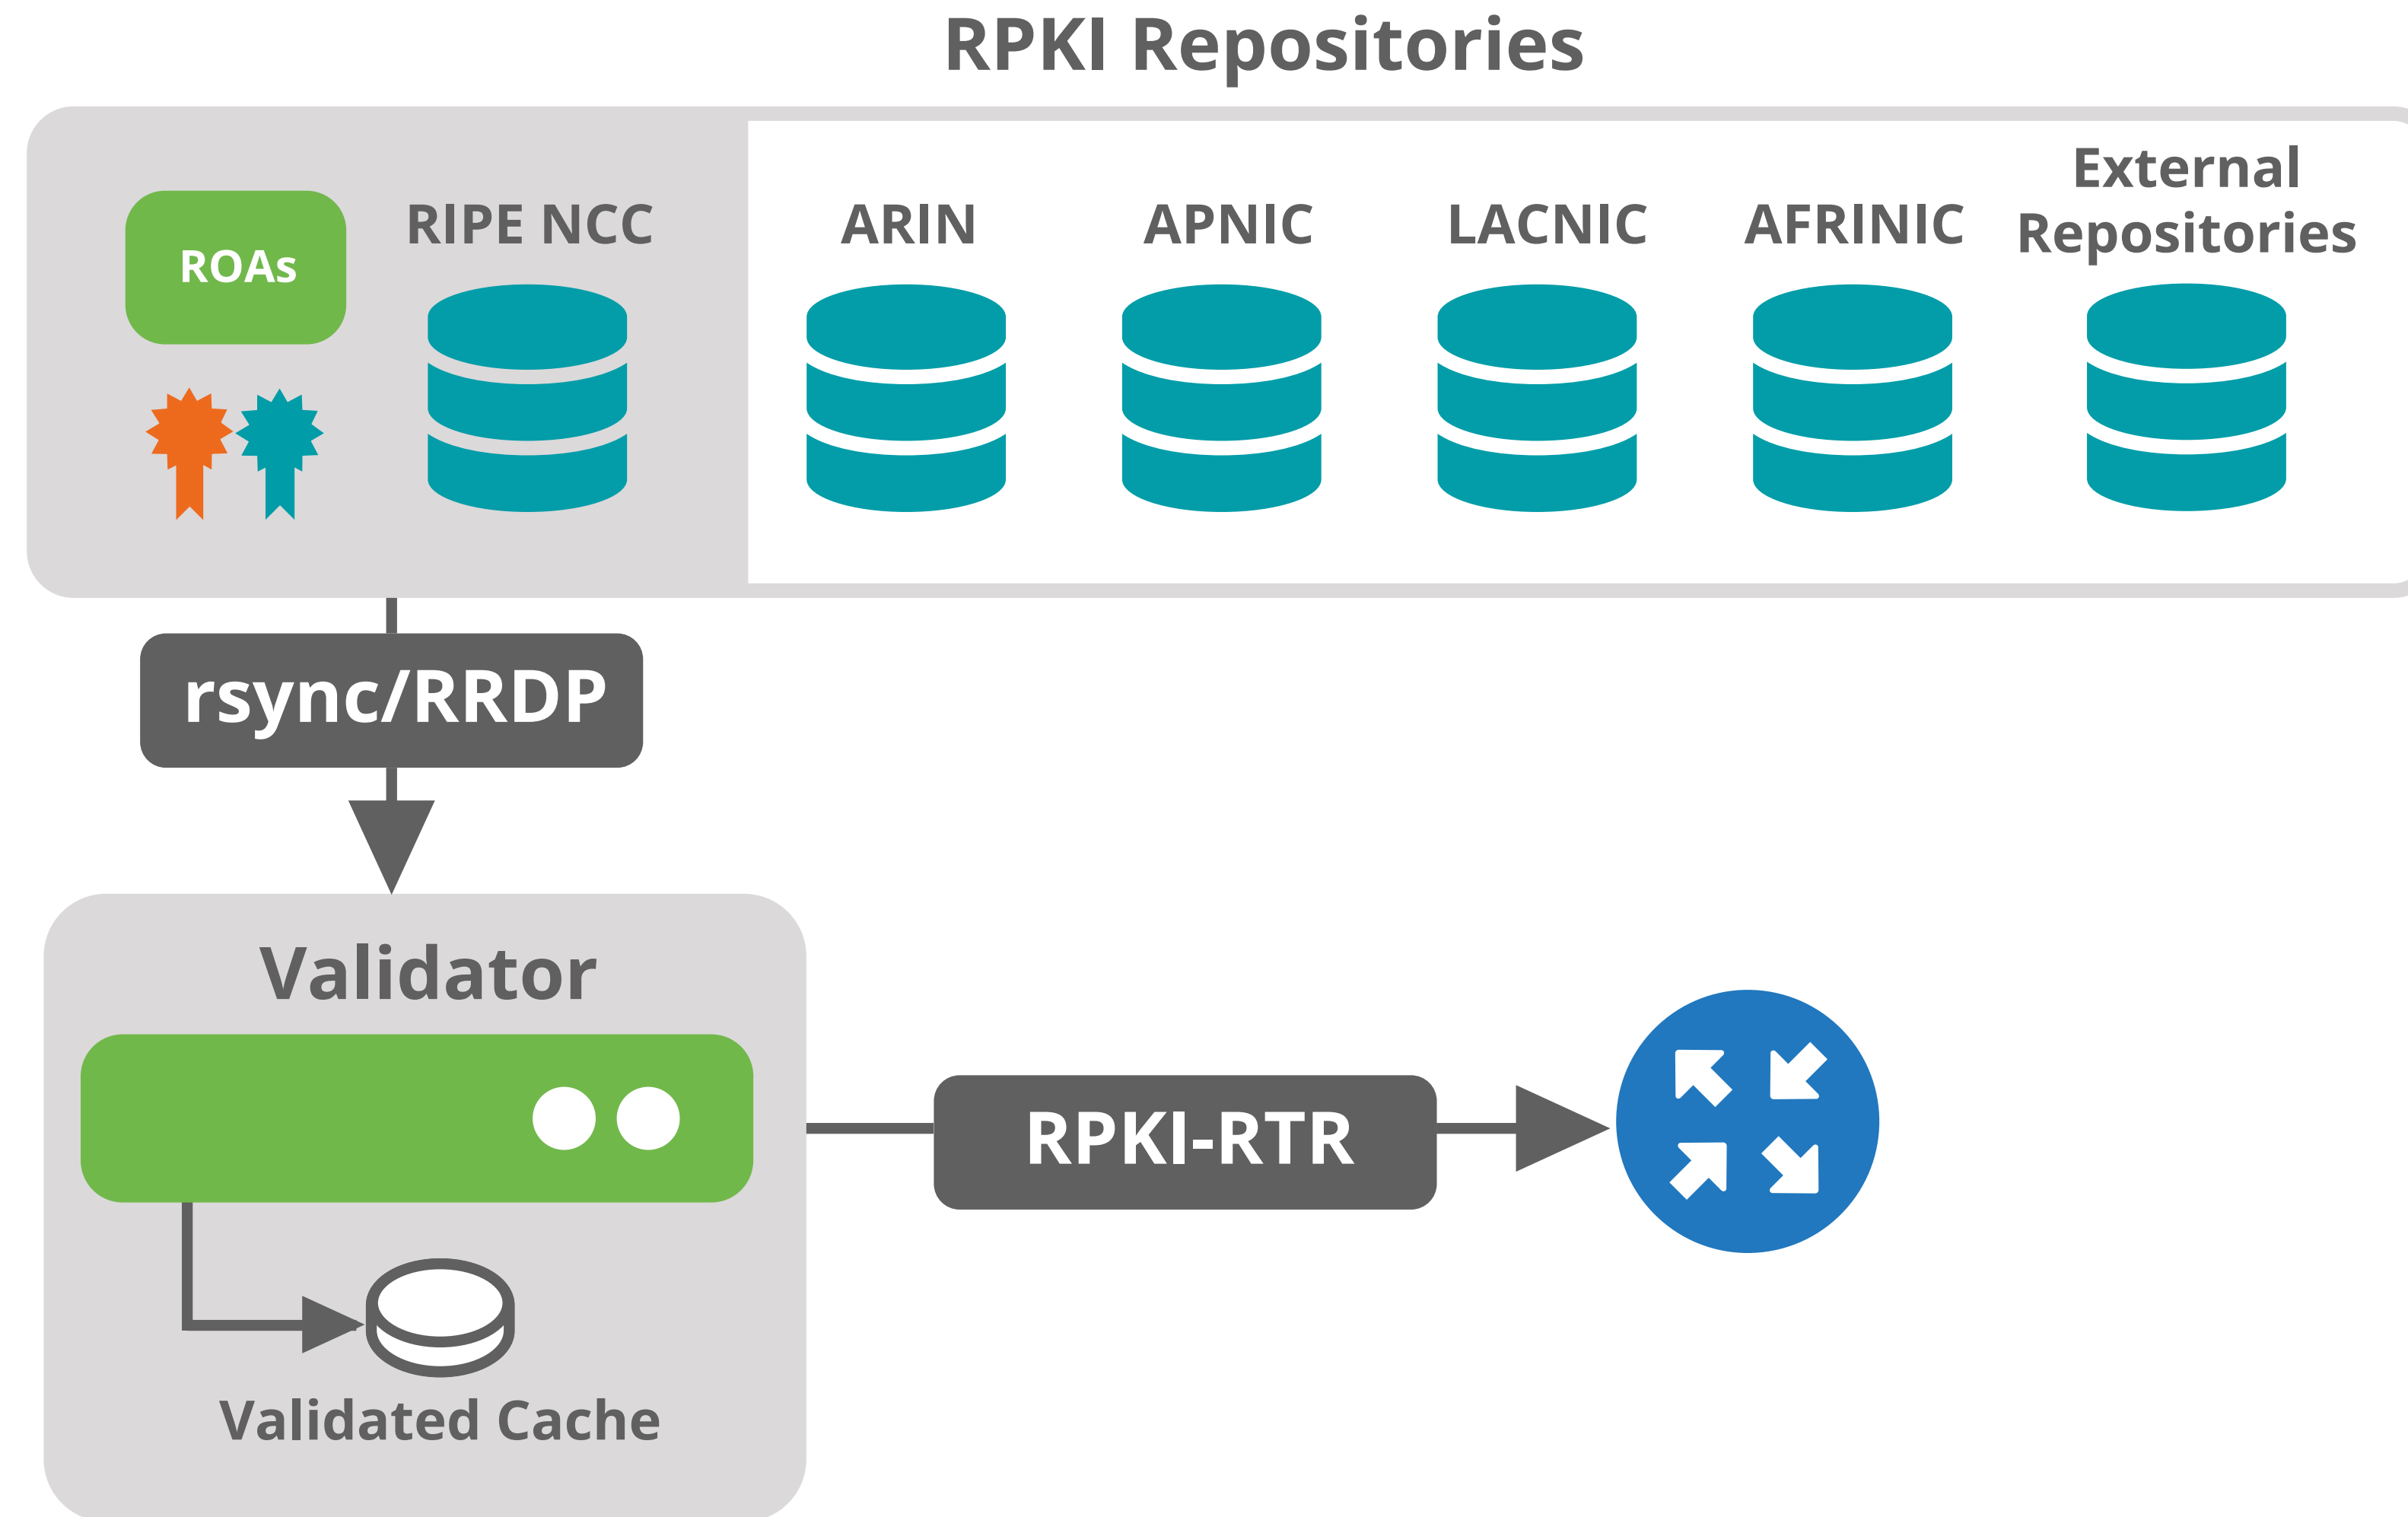 RPKI Repositories
ROAs
RIPE NCC
ARIN
APNIC
LACNIC
AFRINIC
External
Repositories
rsync/RRDP
Validator
RPKI-RTR
Validated Cache